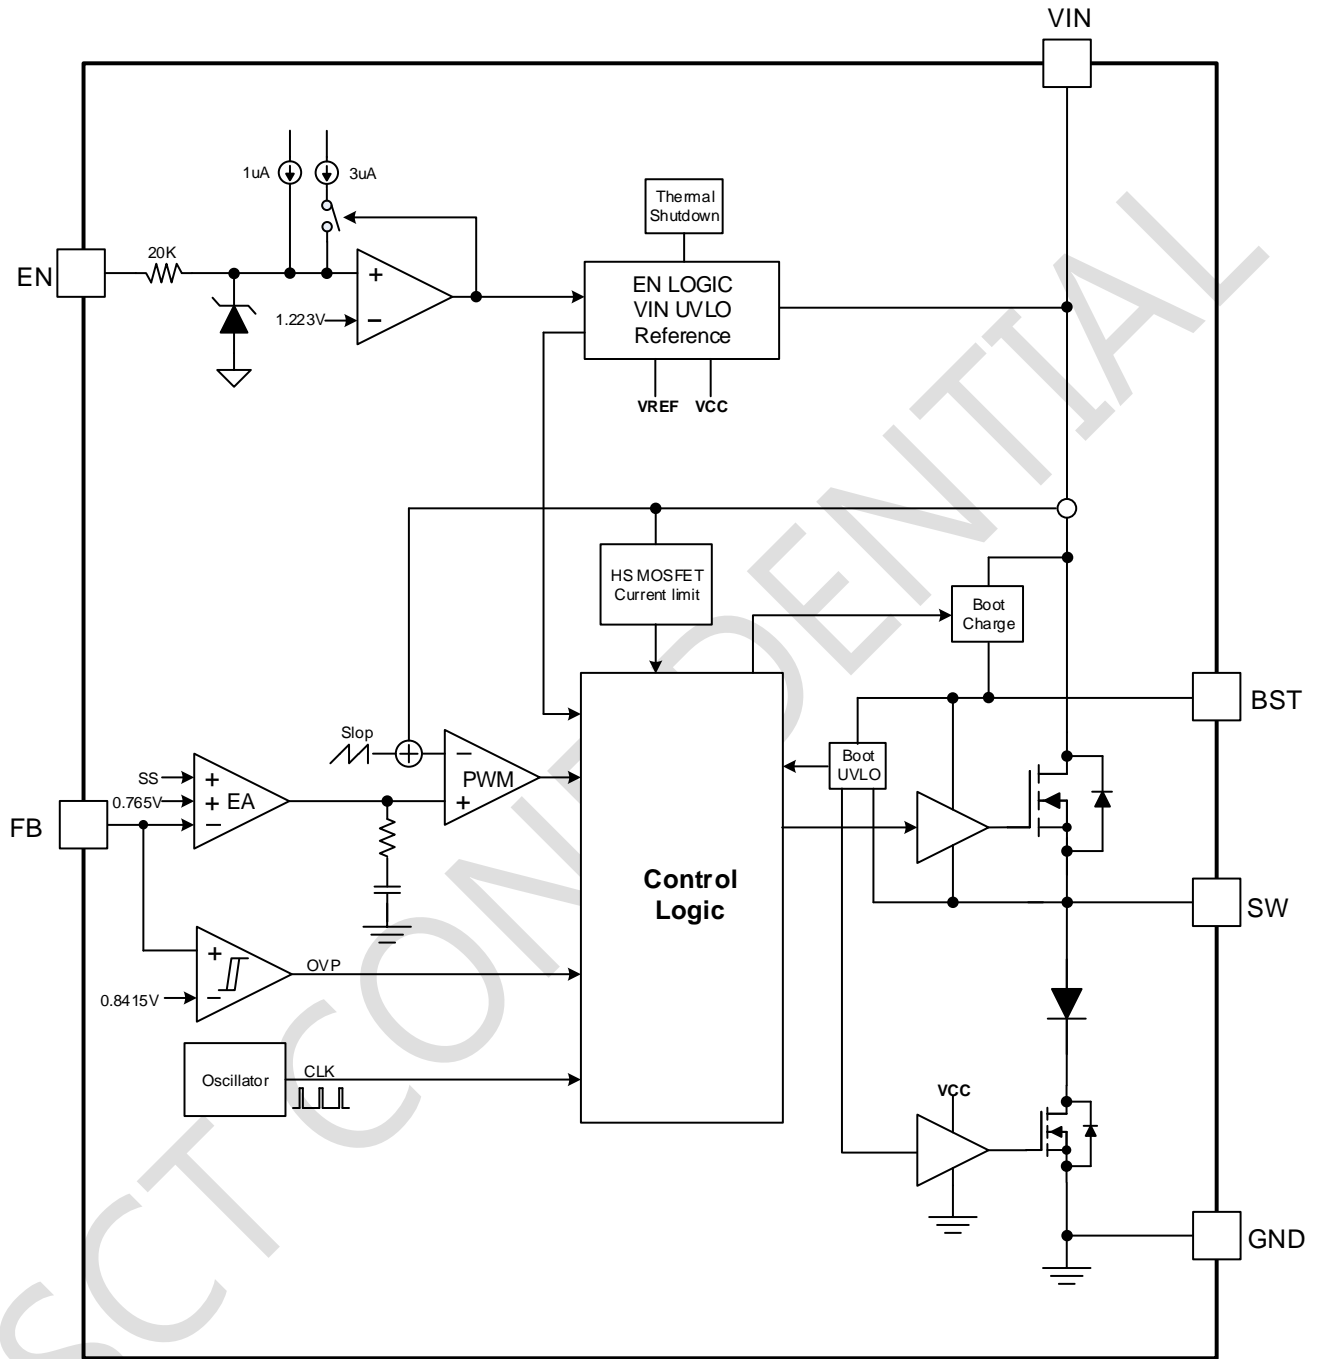 VIN
1uA
3uA
Thermal
Shutdown
20K
EN
1.223V
EN LOGIC
VIN UVLO
Reference
VREF
VCC
HS MOSFET
Current limit
Boot
Charge
BST
Slop
Boot
UVLO
PWM
SS
0.765V
EA
FB
Control
Logic
SW
OVP
0.8415V
Oscillator
CLK
VCC
GND
SCT CONFIDENTIAL